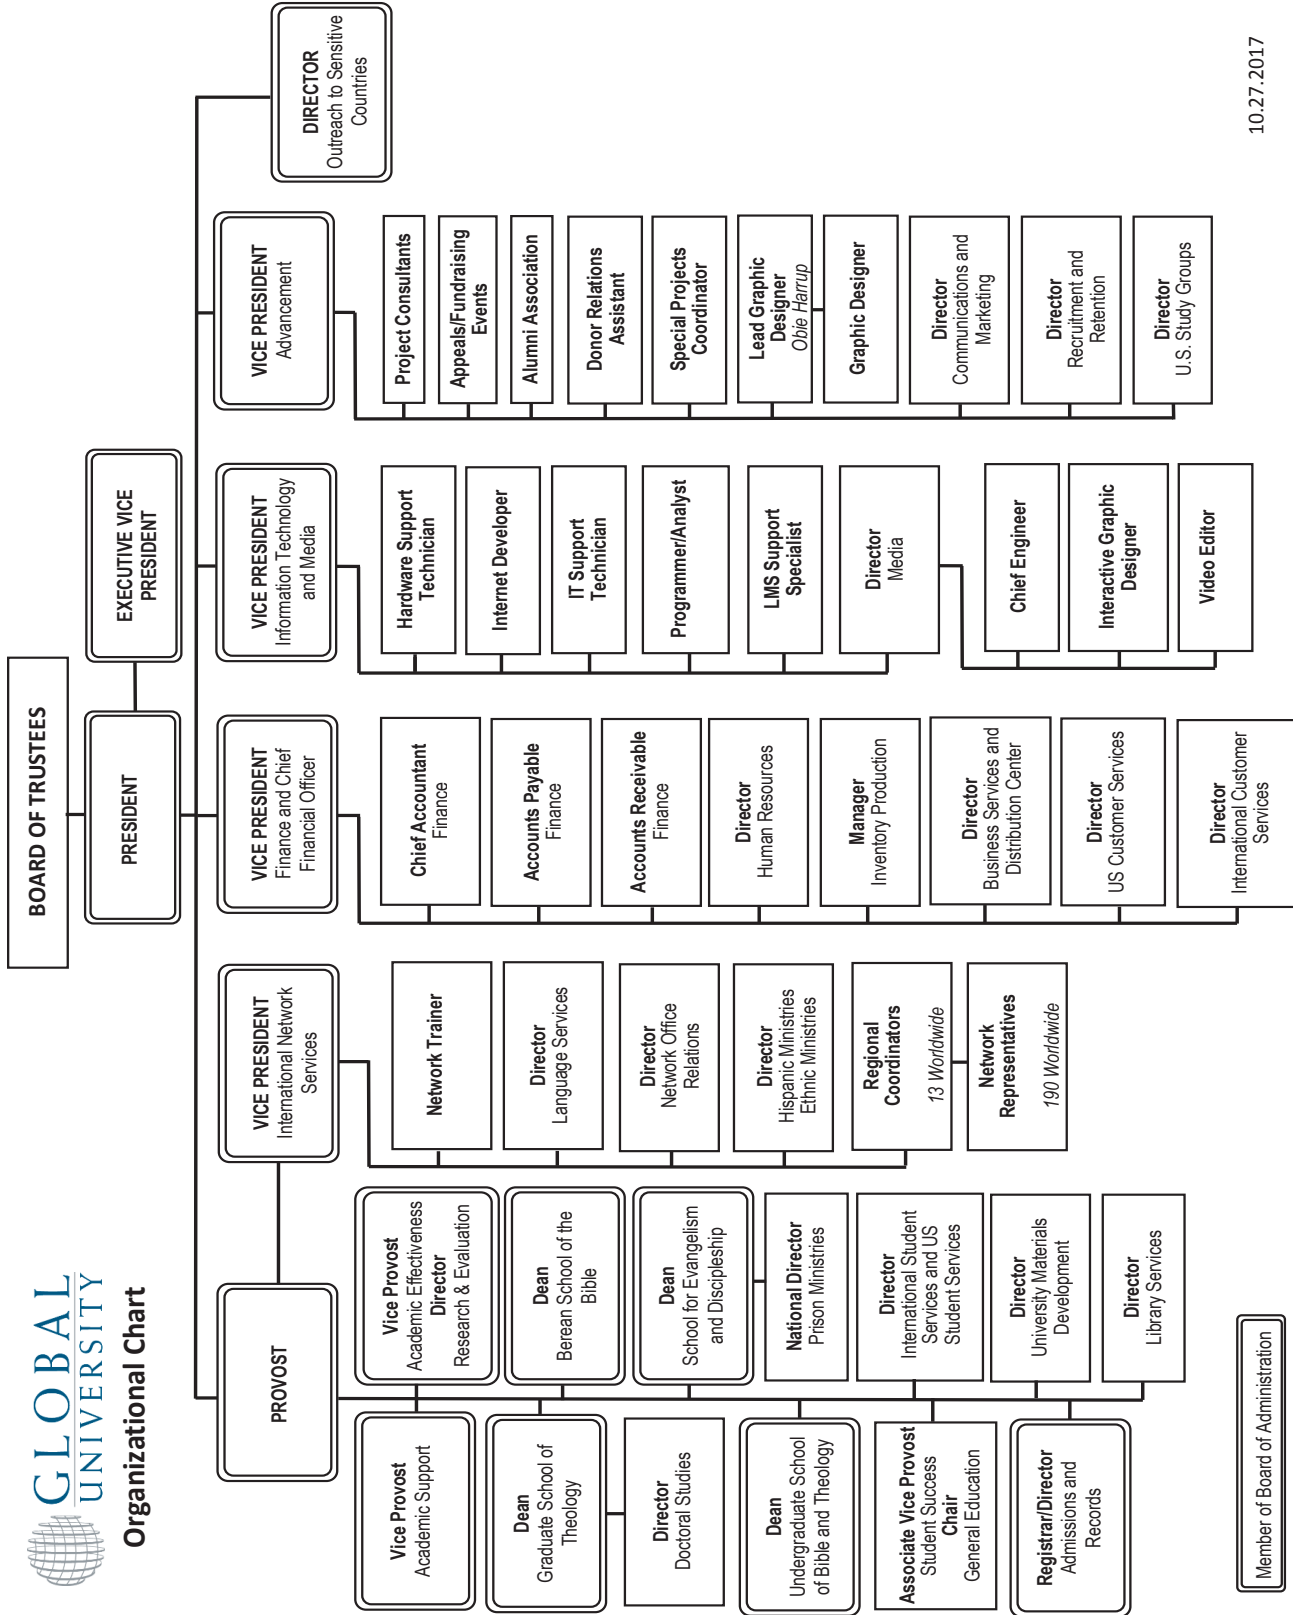 GLOBAL
UNIVERSITY
Organizational Chart
BOARD OF TRUSTEES
PRESIDENT
EXECUTIVE VICE
PRESIDENT
PROVOST
VICE PRESIDENT
International Network
Services
VICE PRESIDENT
Finance and Chief
Financial Officer
VICE PRESIDENT
Information Technology
and Media
VICE PRESIDENT
Advancement
DIRECTOR
Outreach to Sensitive
Countries
Vice Provost
Academic Support
Dean
Graduate School of
Theology
Director
Doctoral Studies
Dean
Undergraduate School
of Bible and Theology
Associate Vice Provost
Student Success
Chair
General Education
Registrar/Director
Admissions and
Records
Vice Provost
Academic Effectiveness
Director
Research & Evaluation
Dean
Berean School of the
Bible
Dean
School for Evangelism
and Discipleship
National Director
Prison Ministries
Director
International Student
Services and US
Student Services
Director
University Materials
Development
Director
Library Services
Network Trainer
Director
Language Services
Director
Network Office
Relations
Director
Hispanic Ministries
Ethnic Ministries
Regional
Coordinators
13 Worldwide
Network
Representatives
190 Worldwide
Chief Accountant
Finance
Accounts Payable
Finance
Accounts Receivable
Finance
Director
Human Resources
Manager
Inventory Production
Director
Business Services and
Distribution Center
Director
US Customer Services
Director
International Customer
Services
Hardware Support
Technician
Internet Developer
IT Support
Technician
Programmer/Analyst
LMS Support
Specialist
Director
Media
Chief Engineer
Interactive Graphic
Designer
Video Editor
Project Consultants
Appeals/Fundraising
Events
Alumni Association
Donor Relations
Assistant
Special Projects
Coordinator
Lead Graphic
Designer
Obie Harrup
Graphic Designer
Director
Communications and
Marketing
Director
Recruitment and
Retention
Director
U.S. Study Groups
Member of Board of Administration
10.27.2017